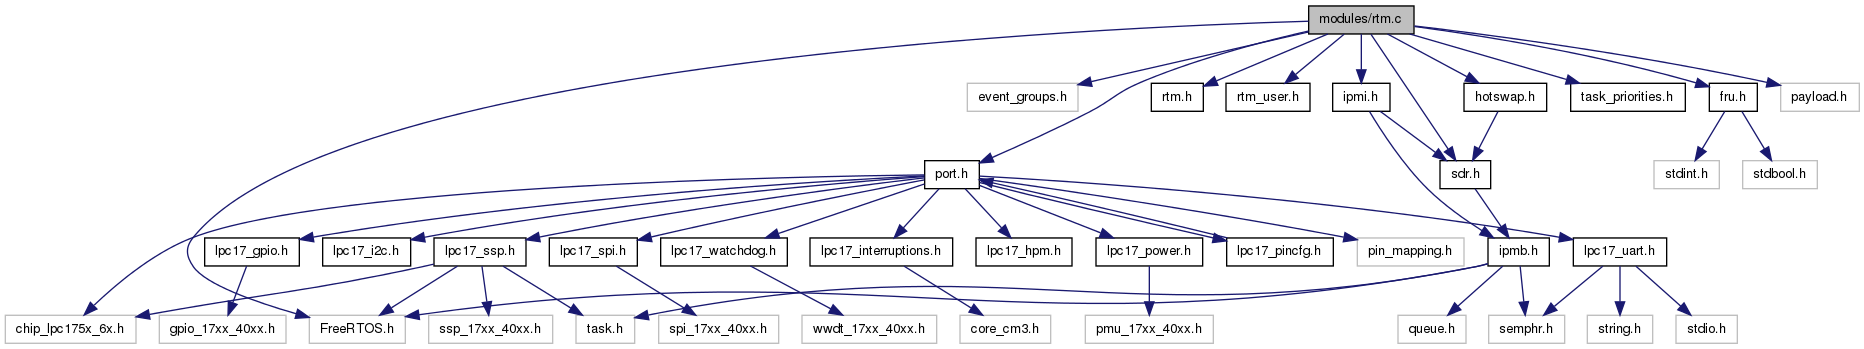 modules/rtm.c
event_groups.h
rtm.h
rtm_user.h
ipmi.h
hotswap.h
task_priorities.h
fru.h
payload.h
port.h
sdr.h
stdint.h
stdbool.h
lpc17_gpio.h
lpc17_i2c.h
lpc17_ssp.h
lpc17_spi.h
lpc17_watchdog.h
lpc17_interruptions.h
lpc17_hpm.h
lpc17_power.h
lpc17_pincfg.h
pin_mapping.h
ipmb.h
lpc17_uart.h
chip_lpc175x_6x.h
gpio_17xx_40xx.h
FreeRTOS.h
ssp_17xx_40xx.h
task.h
spi_17xx_40xx.h
wwdt_17xx_40xx.h
core_cm3.h
pmu_17xx_40xx.h
queue.h
semphr.h
string.h
stdio.h